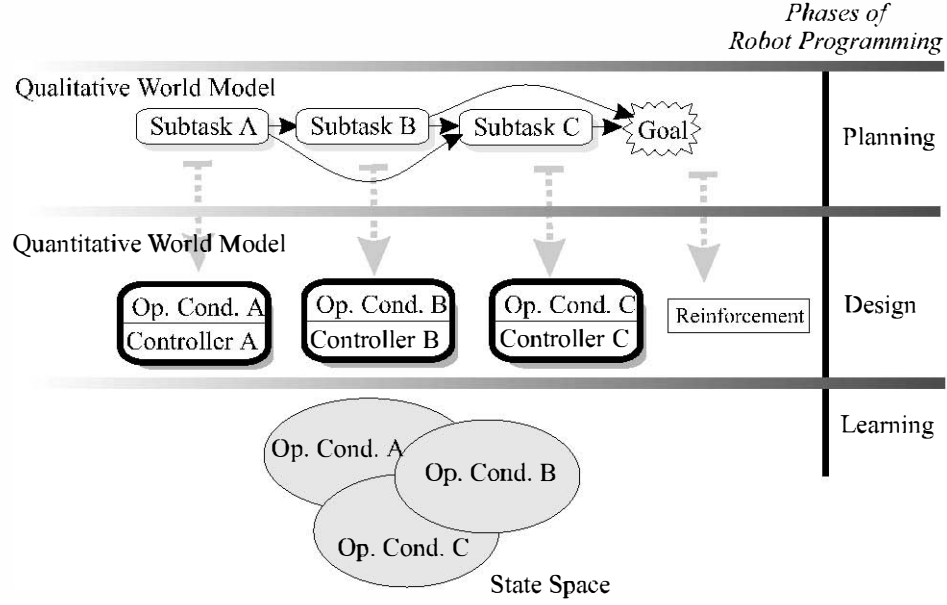 Phases of
Robot Programming
Qualitative World Model
Subtask A
Subtask B
Subtask C
Goal
Planning
Quantitative World Model
Op. Cond. A
Controller A
Op. Cond. B
Controller B
Op. Cond. C
Controller C
Reinforcement
Design
Learning
Op. Cond. A
Op. Cond. B
Op. Cond. C
State Space